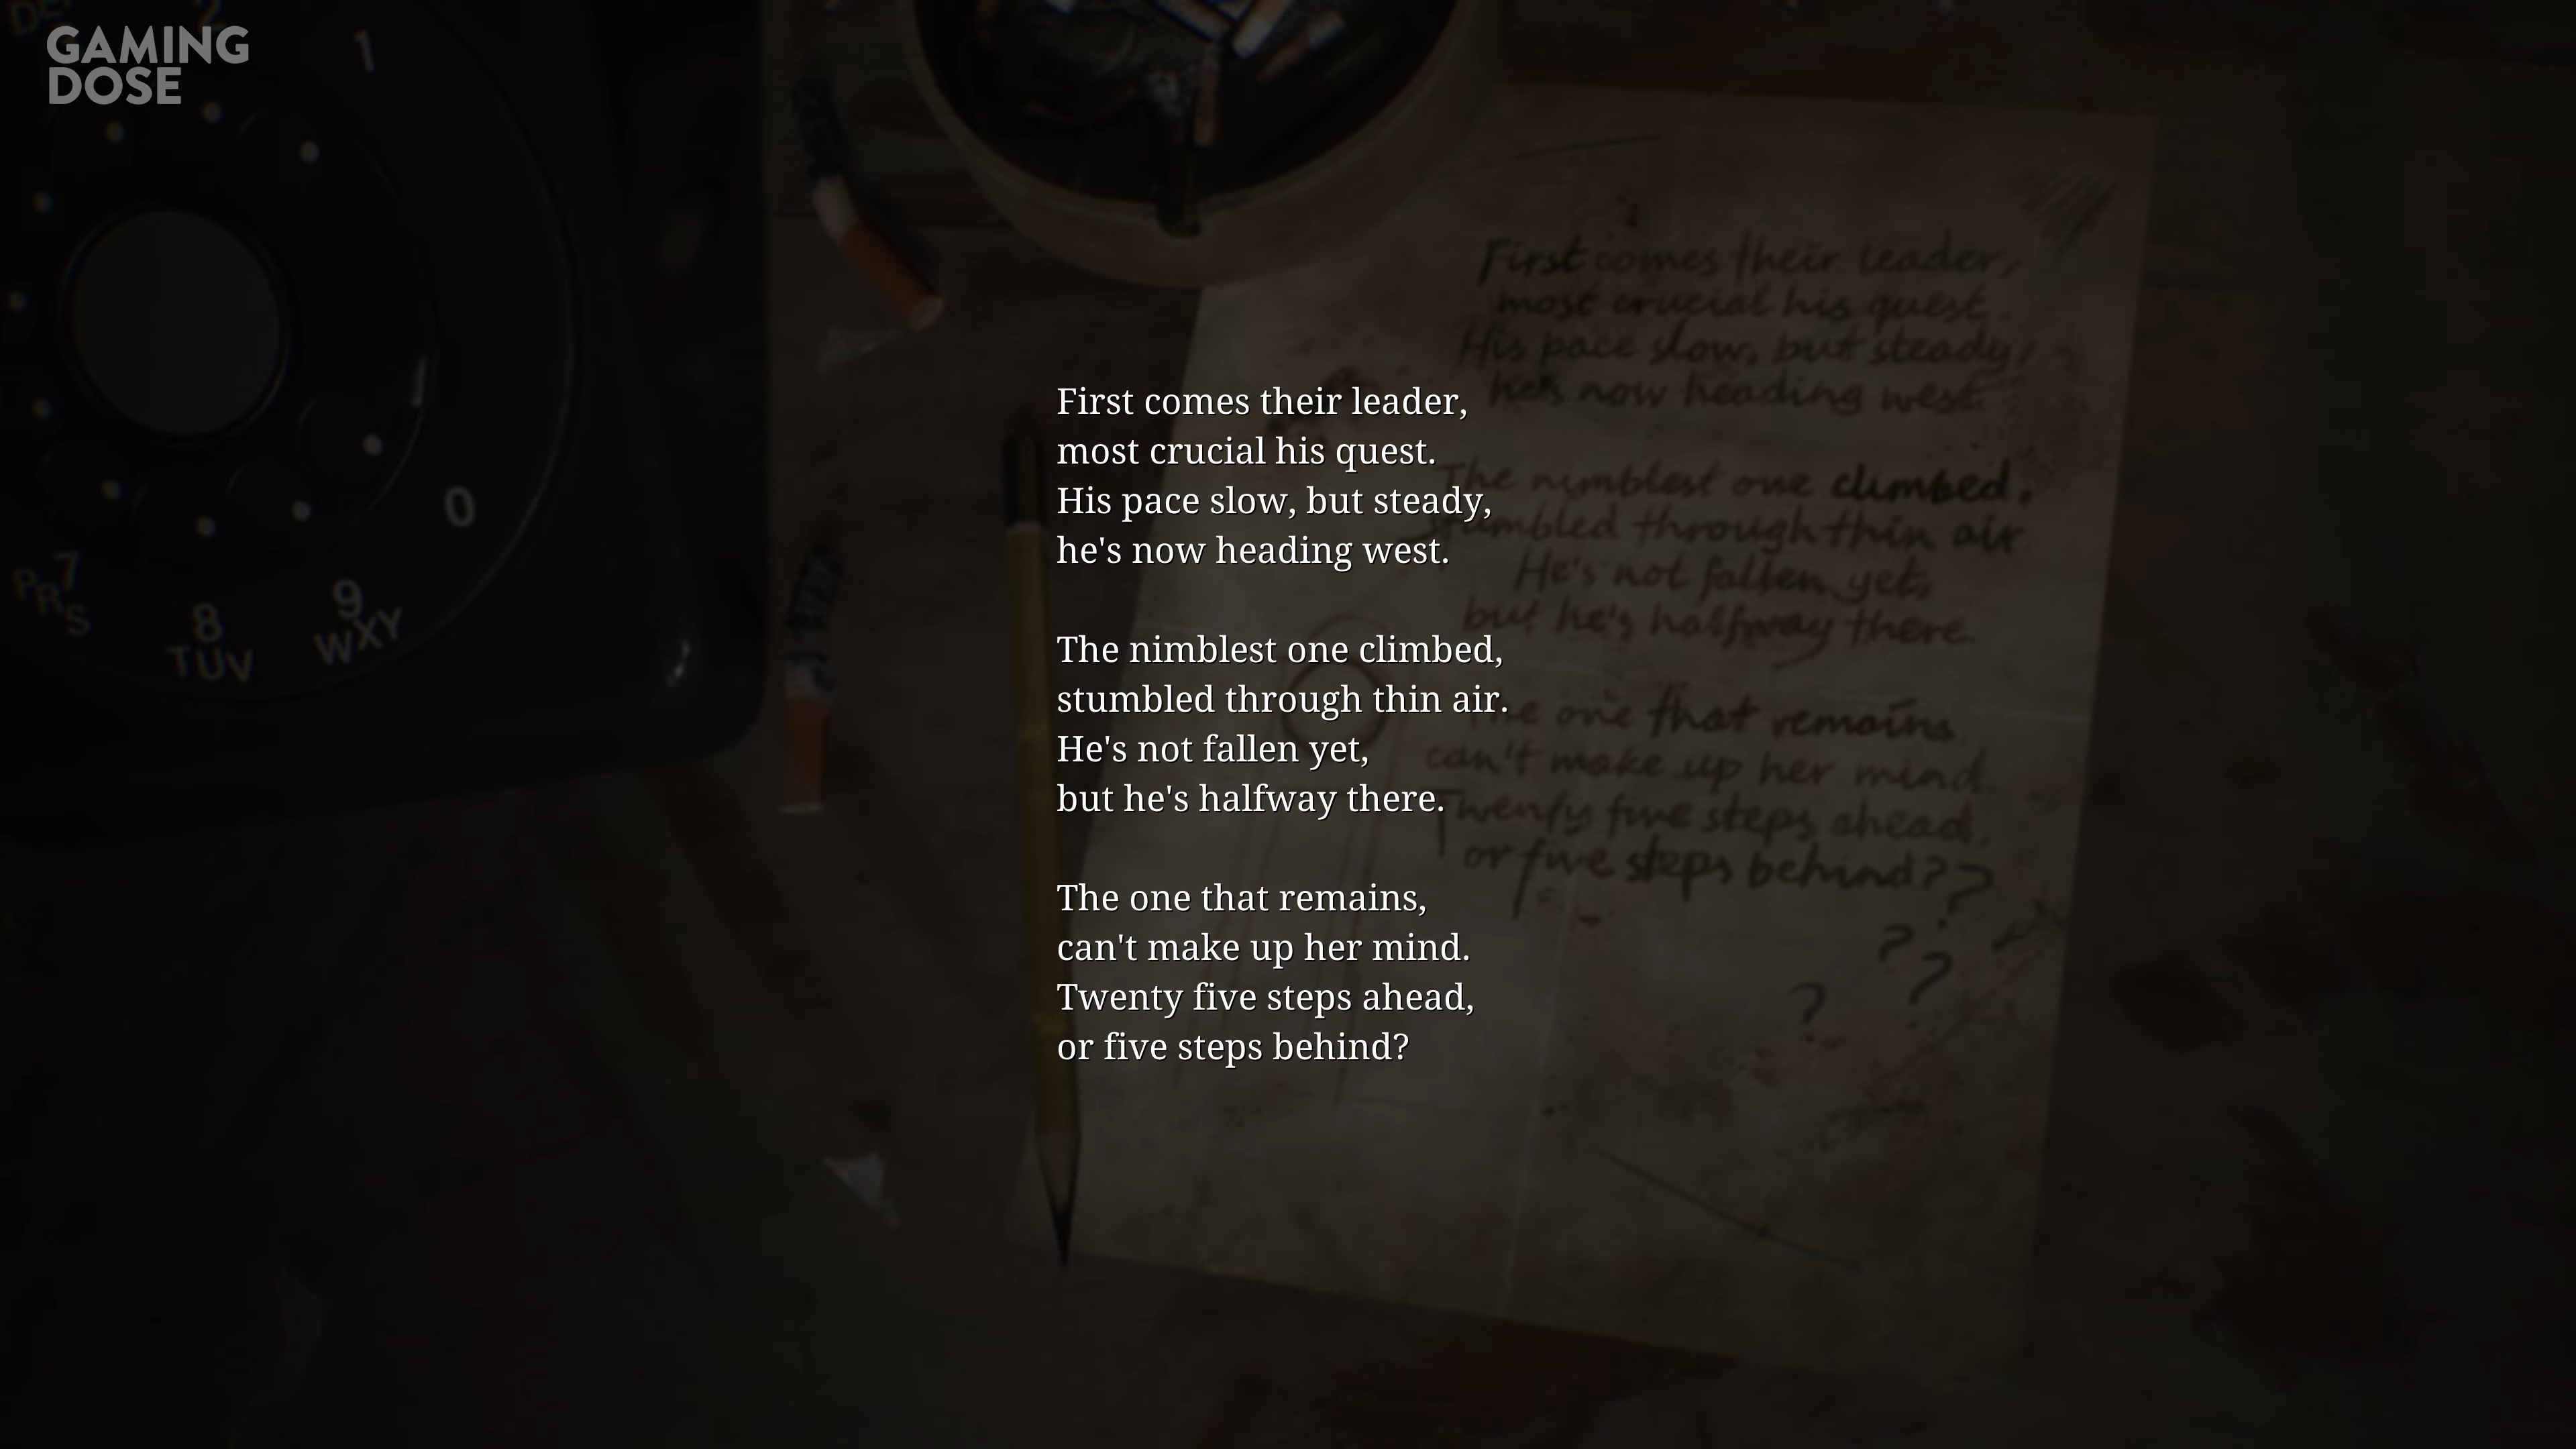 GAMING
DOSE
2
1
0
9
WXY
8
TUV
7
PRS
First comes their leader,
most crucial his quest.
His pace slow, but steady,
he's now heading west.
The nimblest one climbed,
stumbled through thin air.
He's not fallen yet,
but he's halfway there.
The one that remains,
can't make up her mind.
Twenty five steps ahead,
or five steps behind?
First comes their leader,
most crucial his quest
His pace slow, but steady,
he's now heading west.
The nimblest one climbed,
stumbled through thin air
He's not fallen yet,
but he's halfway there
one that remains
can't make up her mind
Twenty five steps ahead,
or five steps behind??
? ?
?